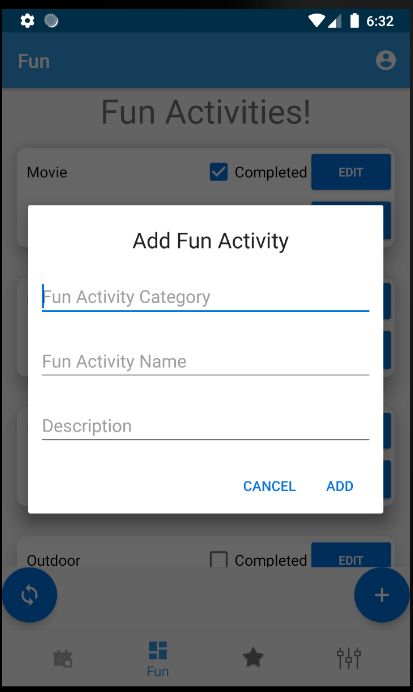 6:32
Fun
Fun Activities!
Movie Completed EDIT
Add Fun Activity
Fun Activity Category
Fun Activity Name
Description
CANCEL ADD
Outdoor Completed EDIT
Fun